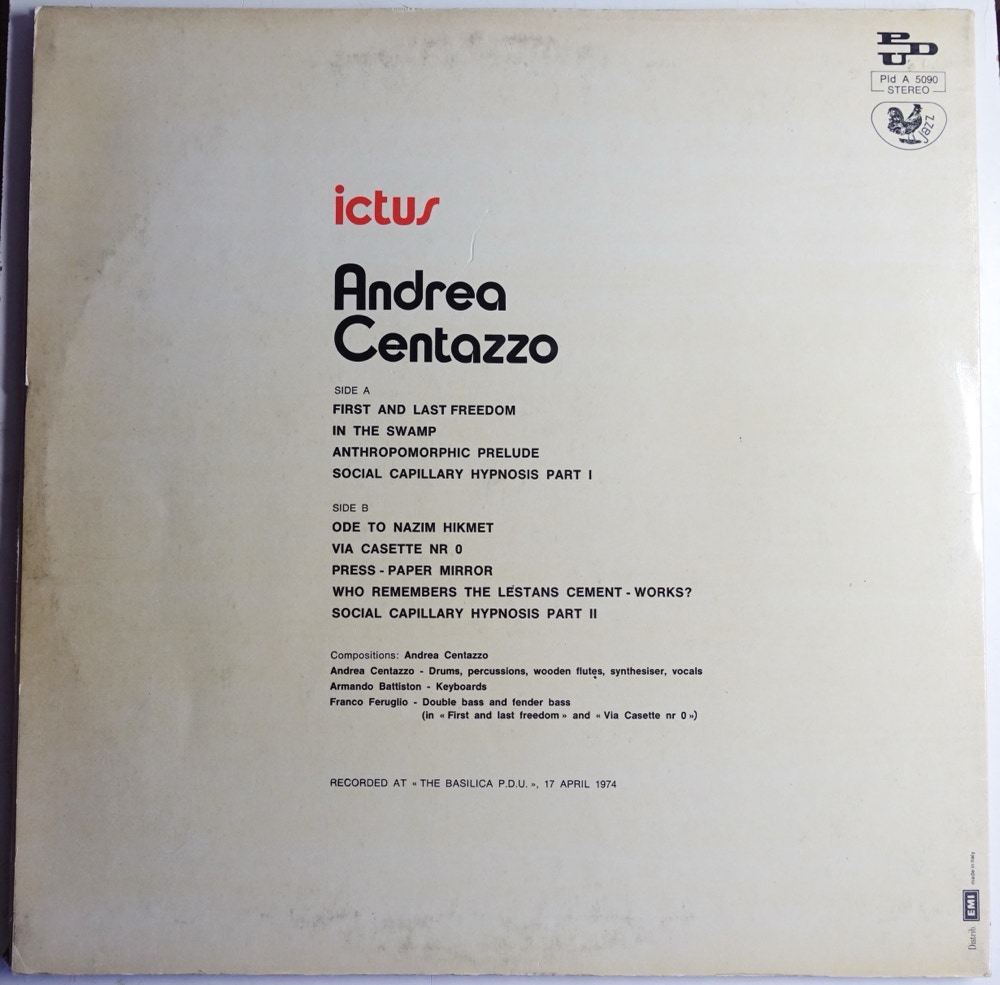 PDU
Pld A 5090
STEREO
jazz
ictus
Andrea
Centazzo
SIDE A
FIRST AND LAST FREEDOM
IN THE SWAMP
ANTHROPOMORPHIC PRELUDE
SOCIAL CAPILLARY HYPNOSIS PART I
SIDE B
ODE TO NAZIM HIKMET
VIA CASETTE NR 0
PRESS - PAPER MIRROR
WHO REMEMBERS THE LESTANS CEMENT - WORKS?
SOCIAL CAPILLARY HYPNOSIS PART II
Compositions: Andrea Centazzo
Andrea Centazzo - Drums, percussions, wooden flutes, synthesiser, vocals
Armando Battiston - Keyboards
Franco Feruglio - Double bass and fender bass
(in « First and last freedom » and « Via Casette nr 0 »)
RECORDED AT « THE BASILICA P.D.U. », 17 APRIL 1974
Distrib. EMI made in Italy